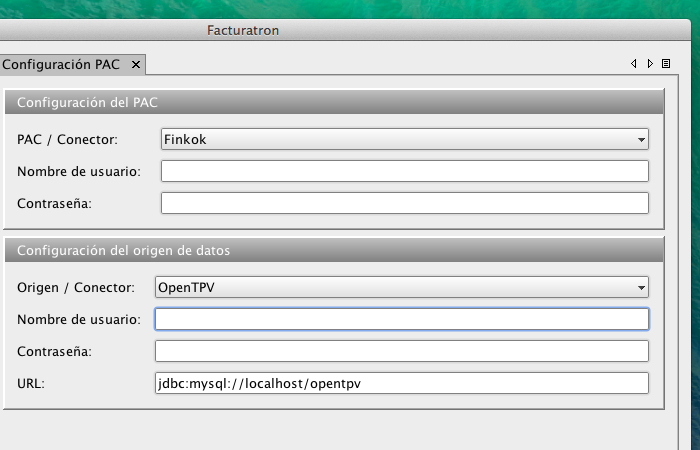 Facturatron
Configuración PAC
Configuración del PAC
PAC / Conector: Finkok
Nombre de usuario:
Contraseña:
Configuración del origen de datos
Origen / Conector: OpenTPV
Nombre de usuario:
Contraseña:
URL: jdbc:mysql://localhost/opentpv